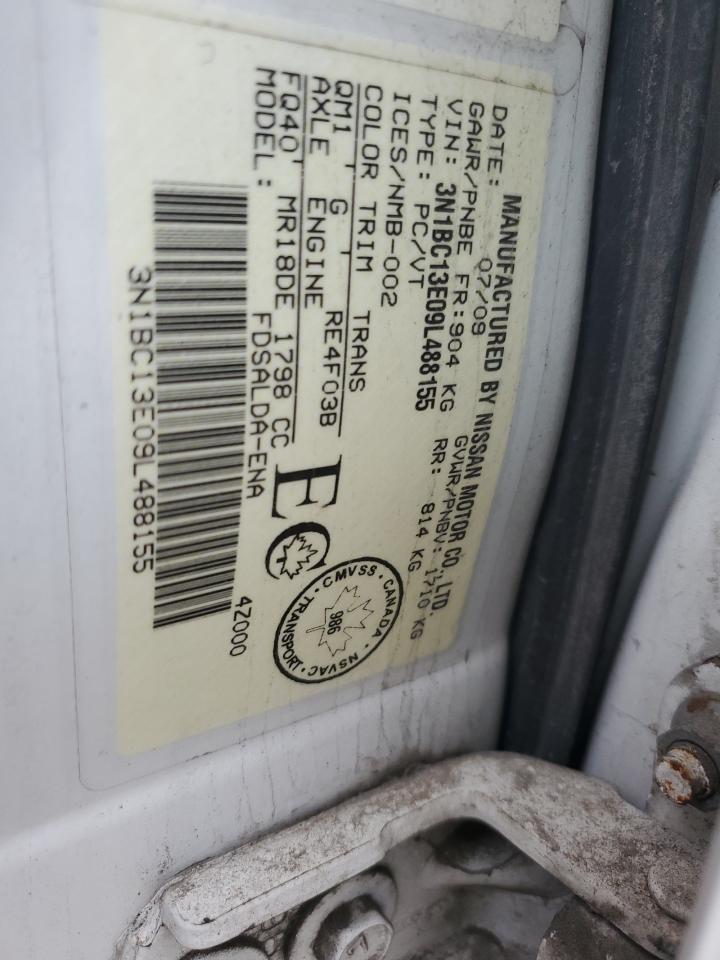 MANUFACTURED BY NISSAN MOTOR CO., LTD.
DATE: 07/09 GVWR/PNBV: 1710 KG
GAWR/PNBE FR: 904 KG RR: 814 KG
VIN: 3N1BC13E09L488155
TYPE: PC/VT
ICES/NMB-002
COLOR TRIM TRANS
QM1 G RE4F03B
AXLE ENGINE
FQ40 MR18DE 1798 CC
MODEL: FDSALDA-ENA
4Z000
3N1BC13E09L488155
E
C
CMVSS · CANADA · NSVAC · TRANSPORT ·
986